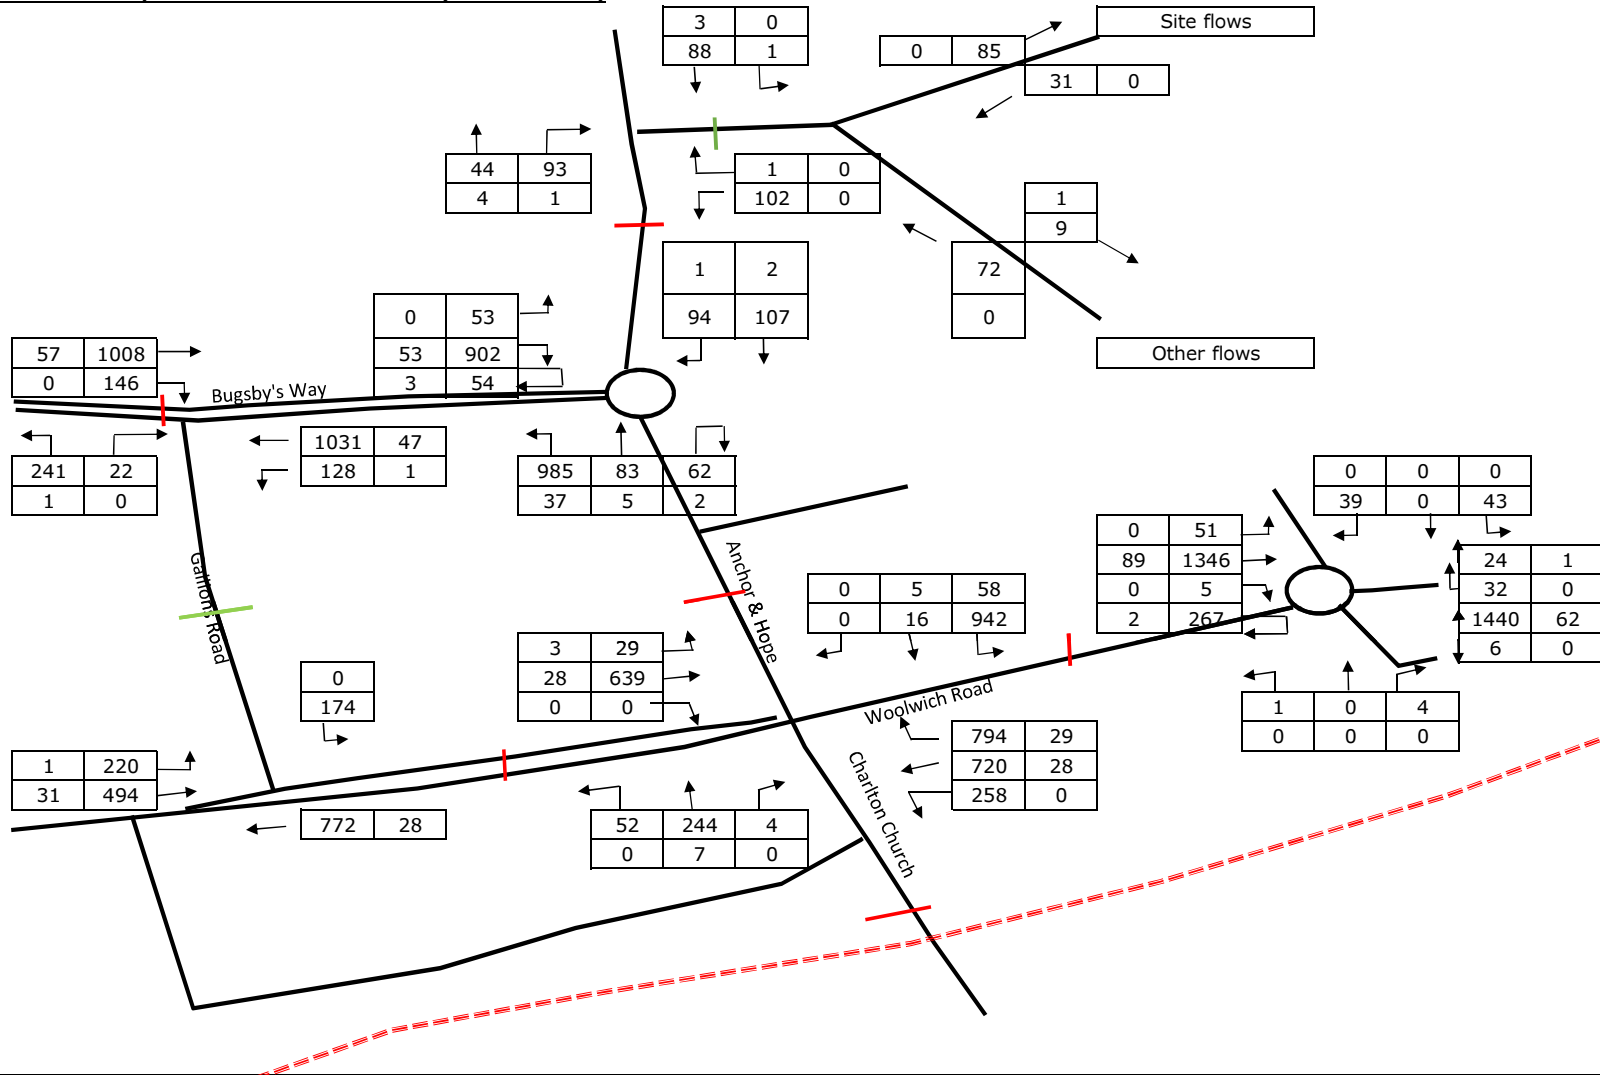 3 0
88 1
Site flows
0 85
31 0
44 93
4 1
1 0
102 0
1
9
1 2
94 107
72
0
0 53
53 902
3 54
57 1008
0 146
Other flows
Bugsby's Way
1031 47
128 1
241 22
1 0
985 83 62
37 5 2
0 0 0
39 0 43
0 51
89 1346
0 5
2 267
24 1
32 0
1440 62
6 0
Gallions Road
Anchor & Hope
0 5 58
0 16 942
3 29
28 639
0 0
0
174
Woolwich Road
1 0 4
0 0 0
794 29
720 28
258 0
1 220
31 494
Charlton Church
772 28
52 244 4
0 7 0